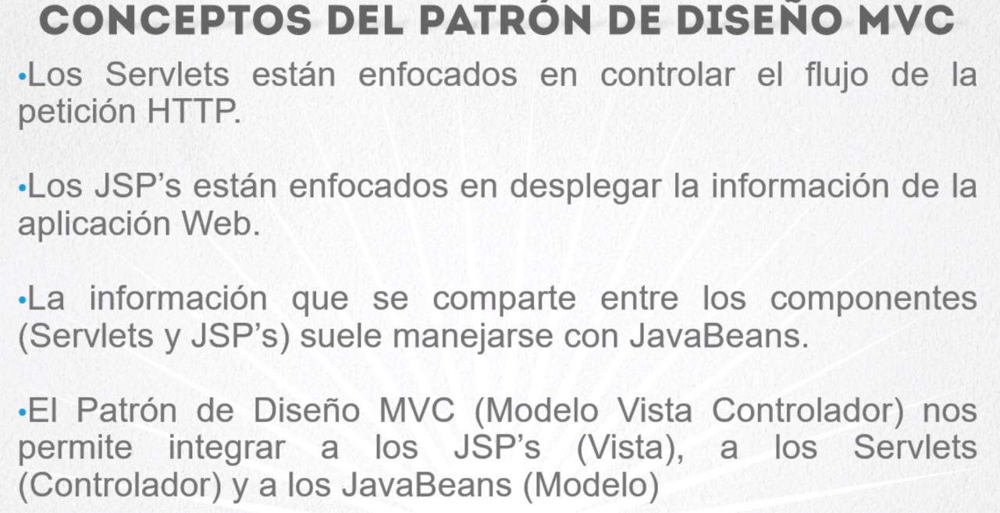 CONCEPTOS DEL PATRÓN DE DISEÑO MVC
•Los Servlets están enfocados en controlar el flujo de la
petición HTTP.
•Los JSP’s están enfocados en desplegar la información de la
aplicación Web.
•La información que se comparte entre los componentes
(Servlets y JSP’s) suele manejarse con JavaBeans.
•El Patrón de Diseño MVC (Modelo Vista Controlador) nos
permite integrar a los JSP’s (Vista), a los Servlets
(Controlador) y a los JavaBeans (Modelo)